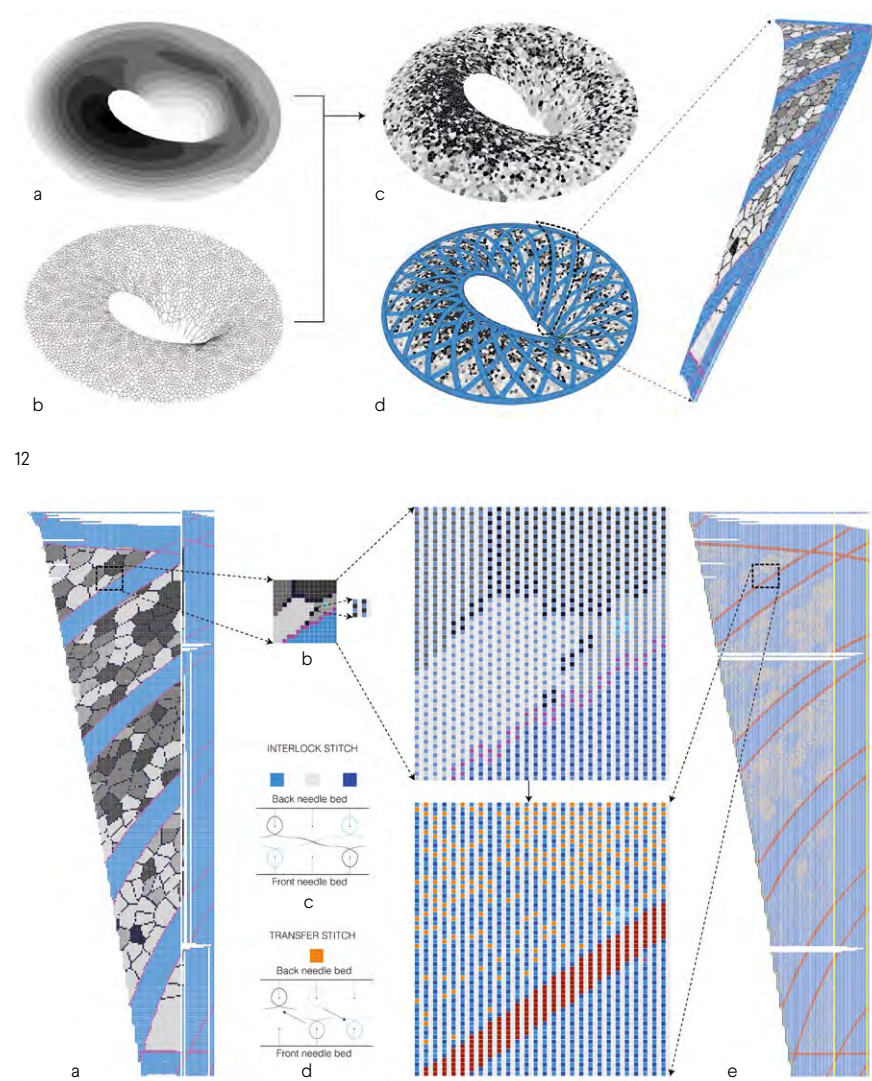 a
c
b
d
12
b
INTERLOCK STITCH
Back needle bed
Front needle bed
c
TRANSFER STITCH
Back needle bed
Front needle bed
a
d
e